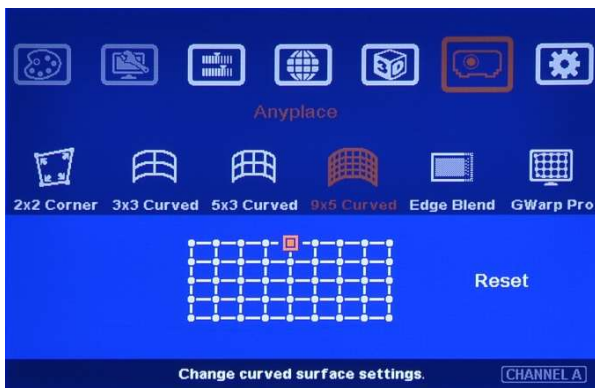 3D
Anyplace
2x2 Corner 3x3 Curved 5x3 Curved 9x5 Curved Edge Blend GWarp Pro
Reset
Change curved surface settings.
CHANNEL A